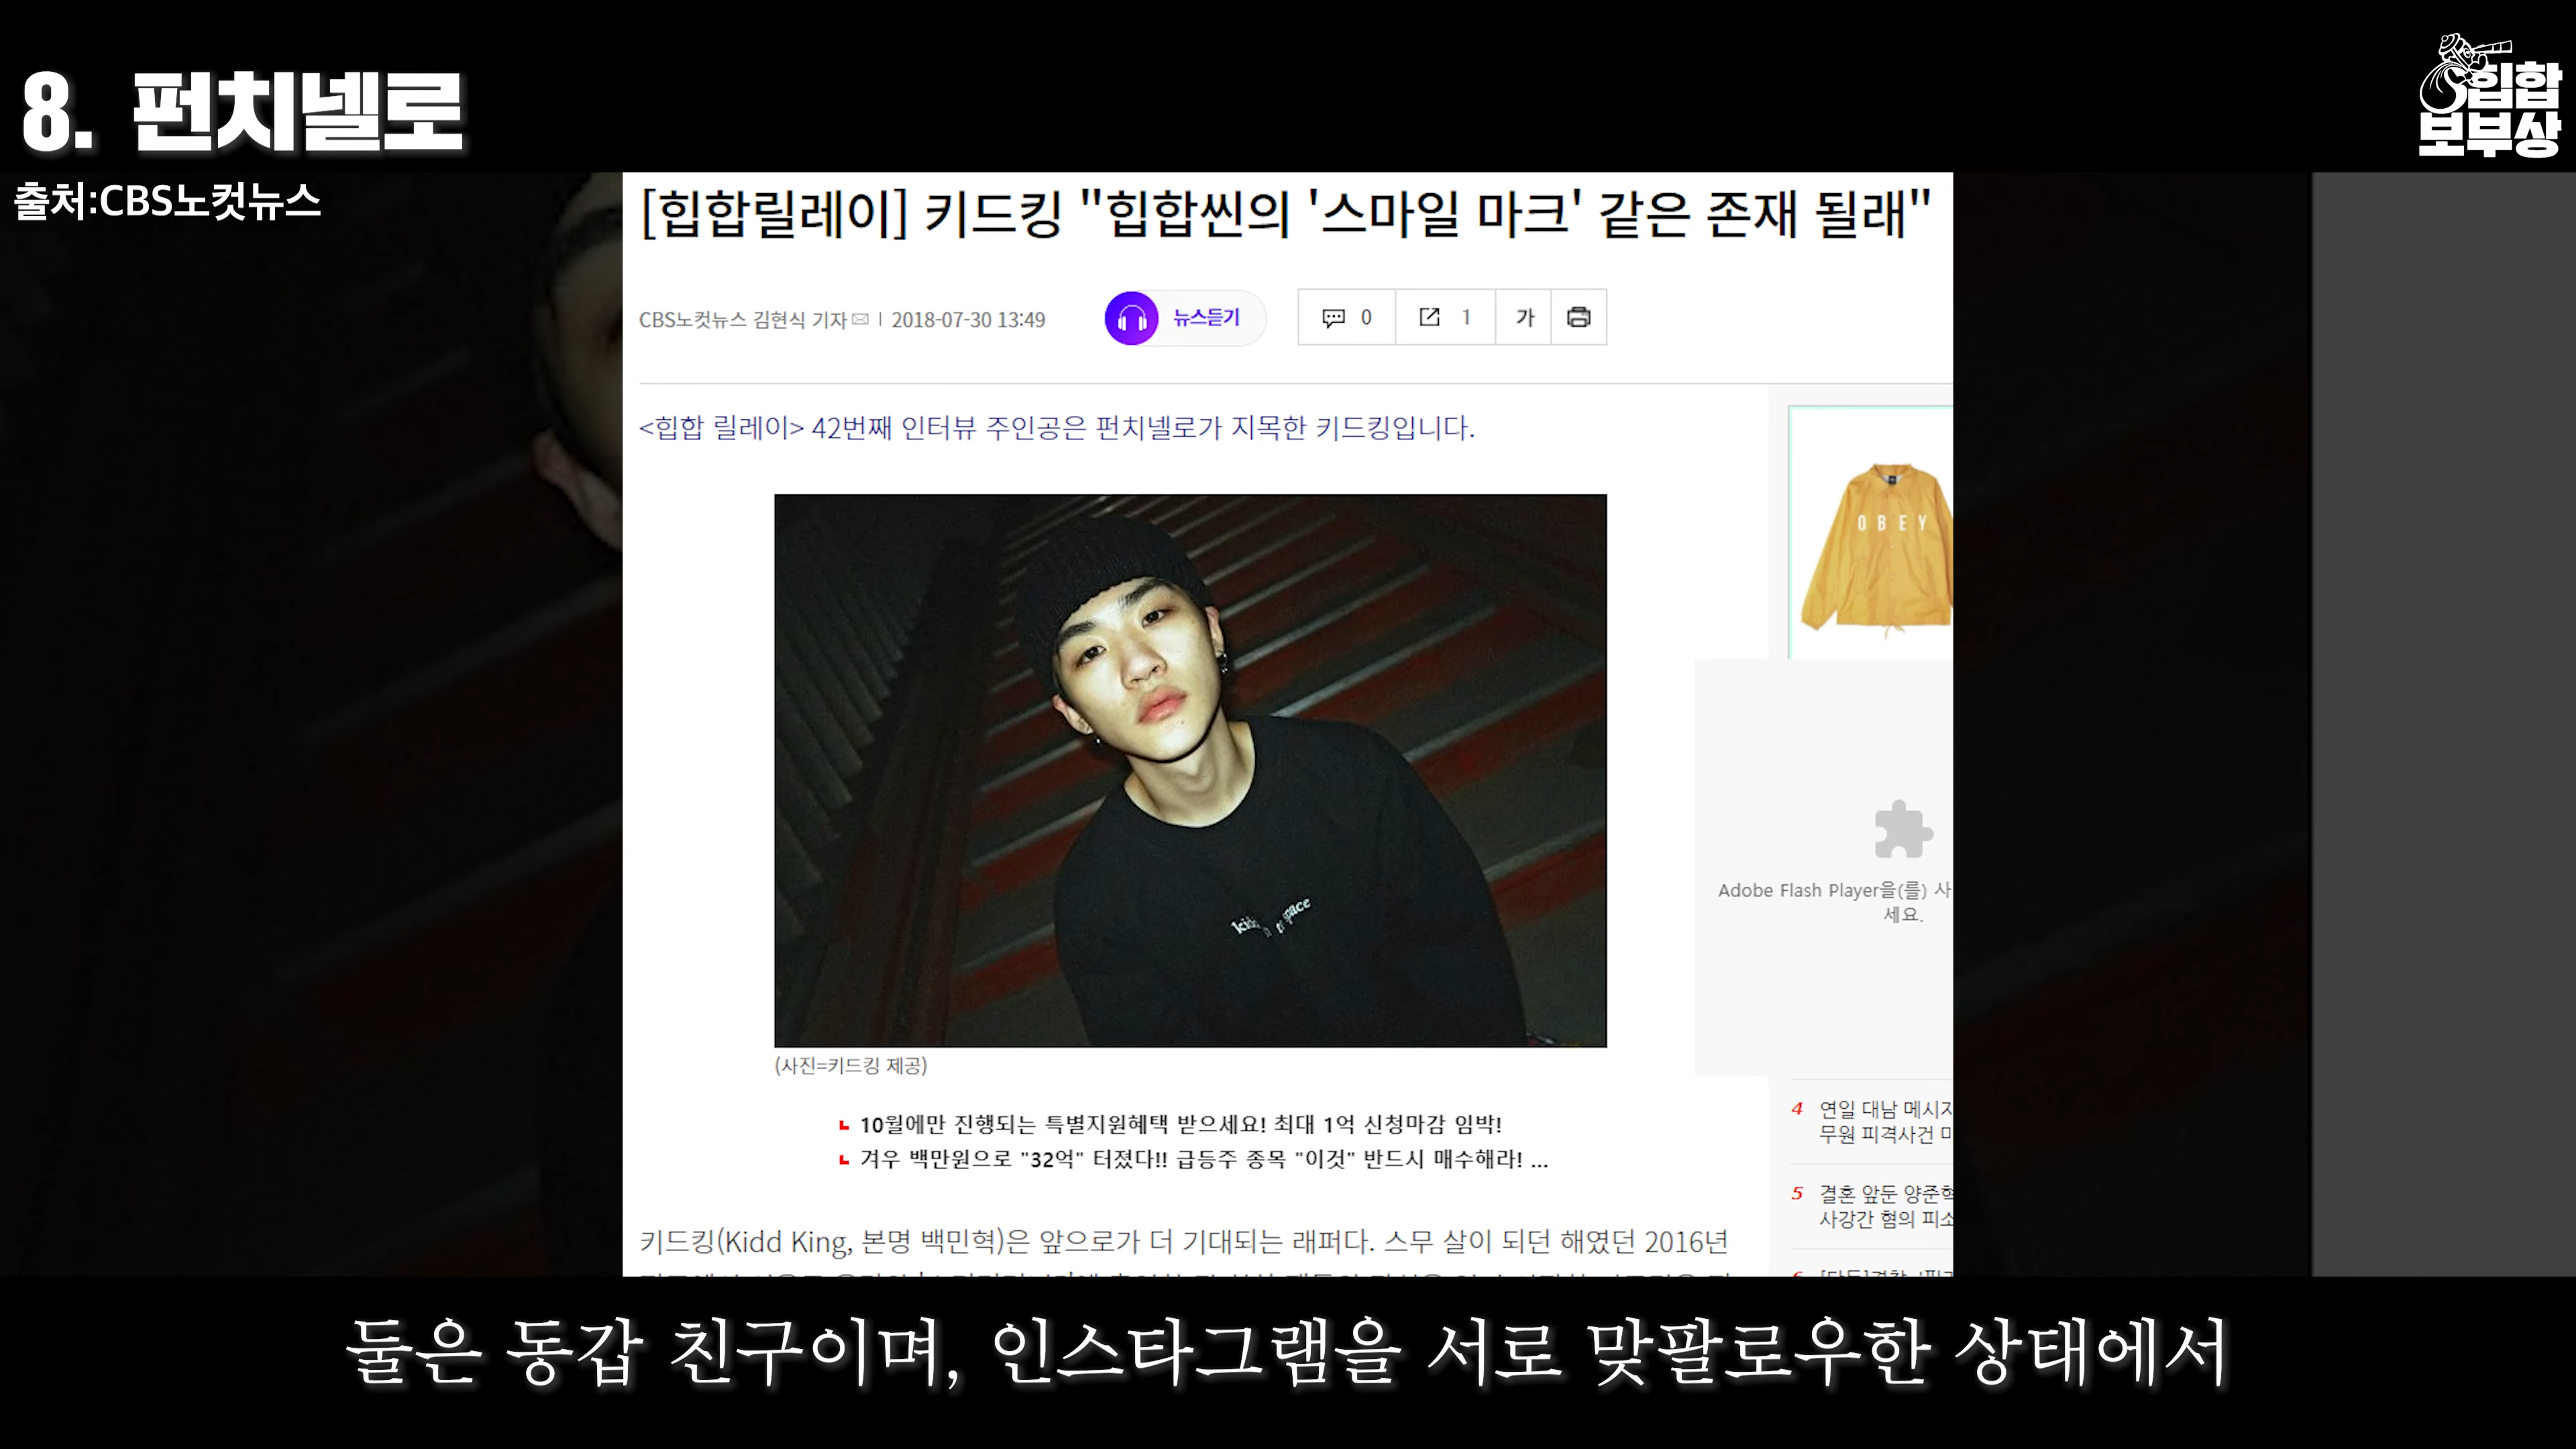 8. 펀치넬로
힙합
보부상
출처:CBS노컷뉴스
[힙합릴레이] 키드킹 "힙합씬의 '스마일 마크' 같은 존재 될래"
CBS노컷뉴스 김현식 기자 | 2018-07-30 13:49
뉴스듣기
0
1
가
<힙합 릴레이> 42번째 인터뷰 주인공은 펀치넬로가 지목한 키드킹입니다.
OBEY
Adobe Flash Player을(를) 사
세요.
(사진=키드킹 제공)
10월에만 진행되는 특별지원혜택 받으세요! 최대 1억 신청마감 임박!
겨우 백만원으로 "32억" 터졌다!! 급등주 종목 "이것" 반드시 매수해라! ...
4 연일 대남 메시지
무원 피격사건
5 결혼 앞둔 양준혁
사강간 혐의 피소
키드킹(Kidd King, 본명 백민혁)은 앞으로가 더 기대되는 래퍼다. 스무 살이 되던 해였던 2016년
둘은 동갑 친구이며, 인스타그램을 서로 맞팔로우한 상태에서